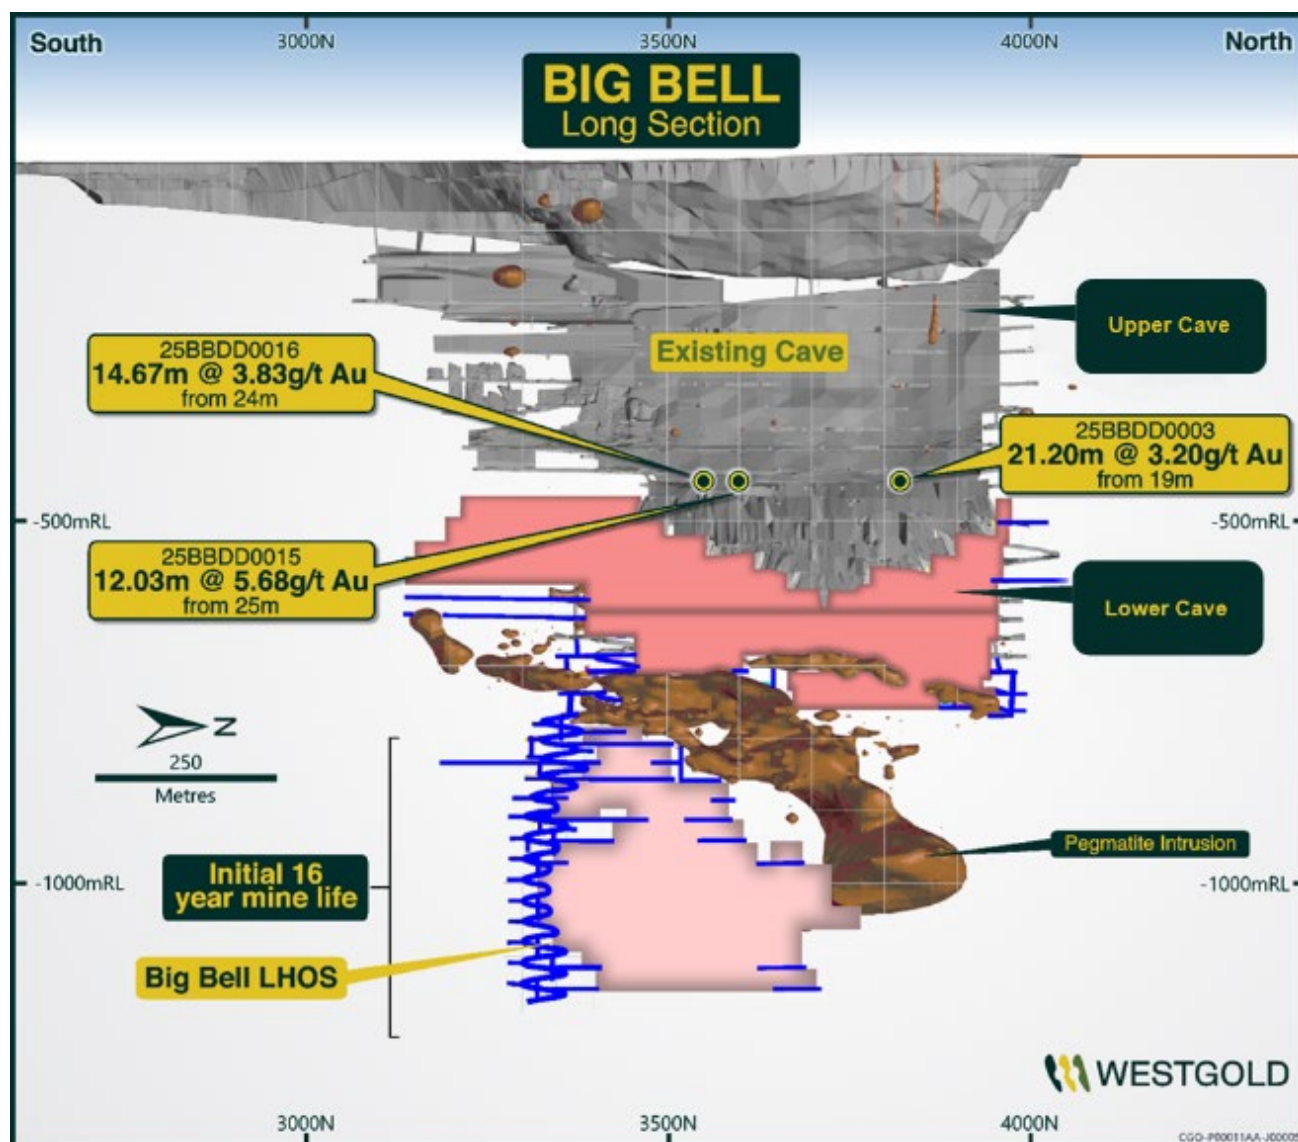 South
3000N
3500N
4000N
North
BIG BELL
Long Section
Upper Cave
Existing Cave
25BBDD0016
14.67m @ 3.83g/t Au
from 24m
25BBDD0003
21.20m @ 3.20g/t Au
from 19m
-500mRL
-500mRL
25BBDD0015
12.03m @ 5.68g/t Au
from 25m
Lower Cave
N
250
Metres
Pegmatite Intrusion
Initial 16
year mine life
-1000mRL
-1000mRL
Big Bell LHOS
WESTGOLD
3000N
3500N
4000N